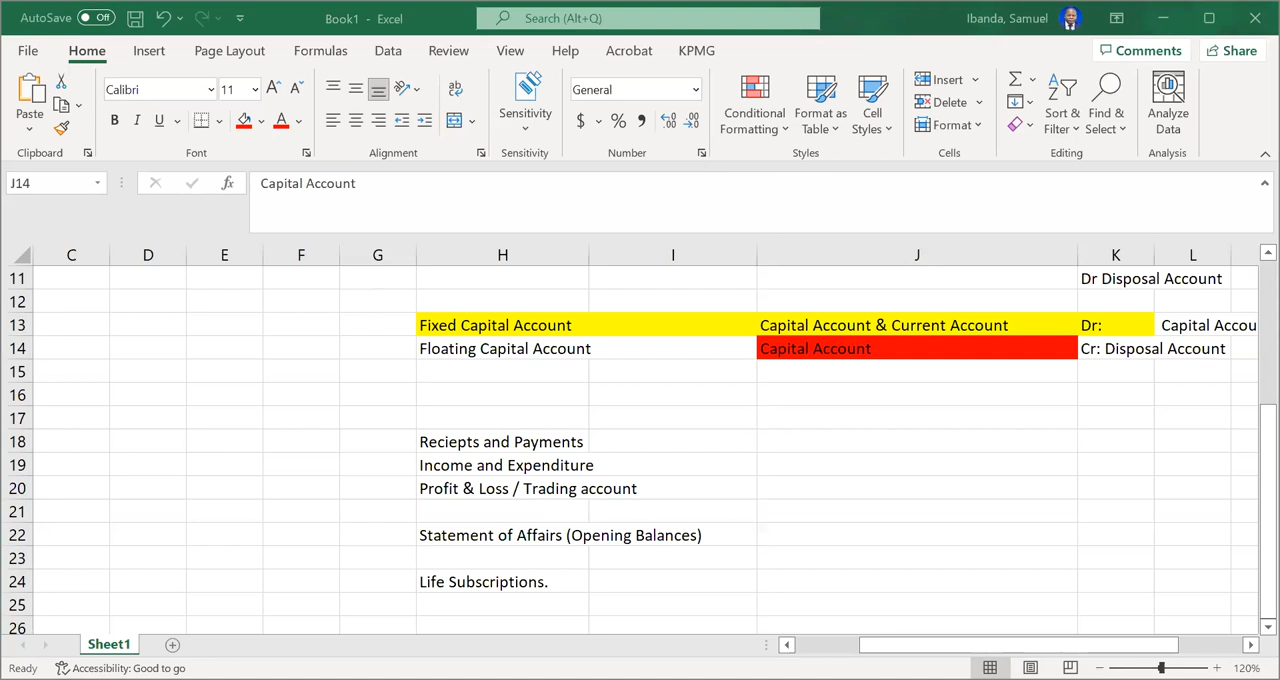 AutoSave Off Book1 - Excel Search (Alt+Q) Ibanda, Samuel
File Home Insert Page Layout Formulas Data Review View Help Acrobat KPMG Comments Share
Calibri 11 General
Paste
Sensitivity
Conditional Formatting
Format as Table
Cell Styles
Insert
Delete
Format
Sort & Filter
Find & Select
Analyze Data
Clipboard Font Alignment Sensitivity Number Styles Cells Editing Analysis
J14 fx Capital Account
C D E F G H I J K L
11 Dr Disposal Account
12
13 Fixed Capital Account Capital Account & Current Account Dr: Capital Accou
14 Floating Capital Account Capital Account Cr: Disposal Account
15
16
17
18 Reciepts and Payments
19 Income and Expenditure
20 Profit & Loss / Trading account
21
22 Statement of Affairs (Opening Balances)
23
24 Life Subscriptions.
25
26
Sheet1
Ready Accessibility: Good to go 120%